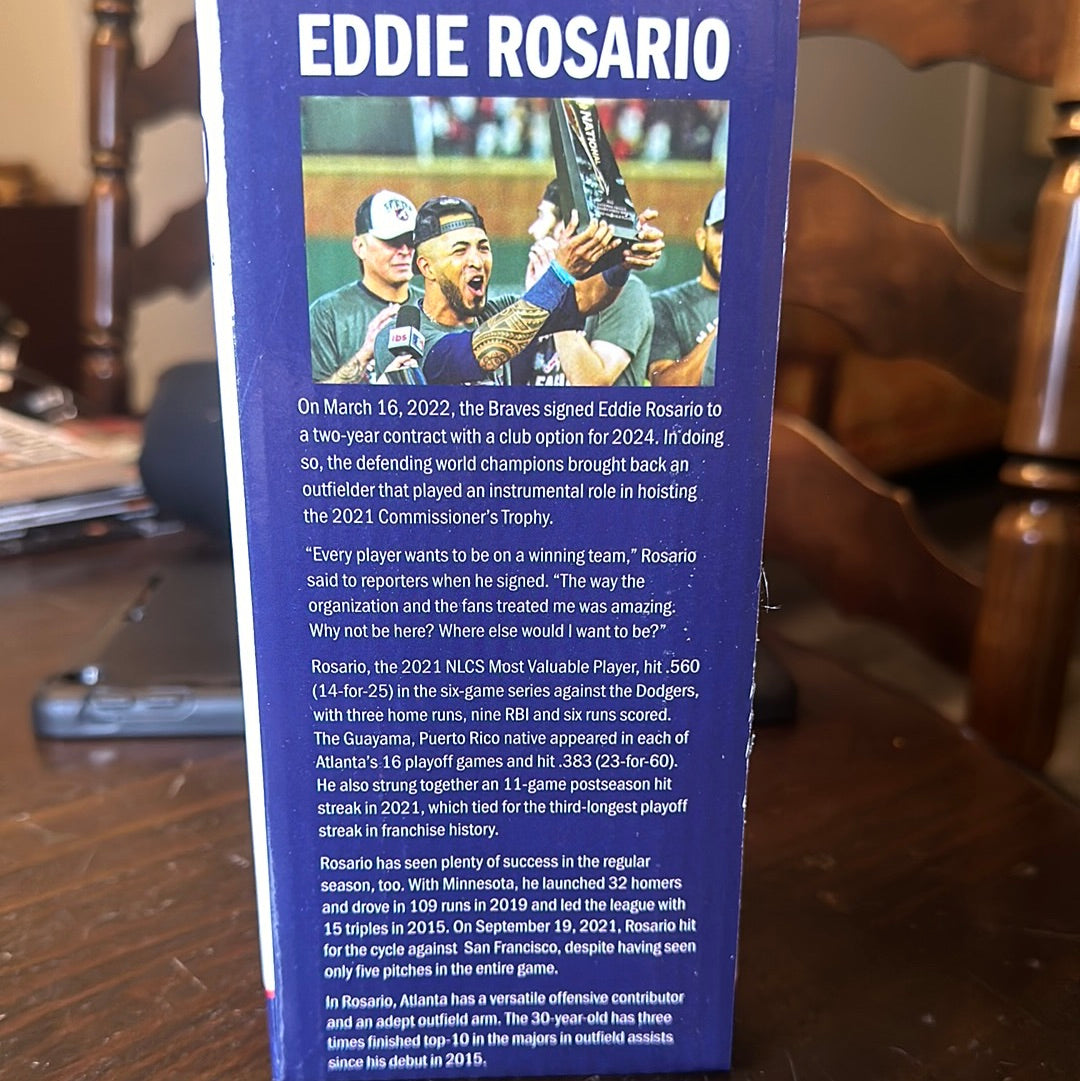 EDDIE ROSARIO
NATIONAL
On March 16, 2022, the Braves signed Eddie Rosario to
a two-year contract with a club option for 2024. In doing
so, the defending world champions brought back an
outfielder that played an instrumental role in hoisting
the 2021 Commissioner's Trophy.
“Every player wants to be on a winning team,” Rosario
said to reporters when he signed. “The way the
organization and the fans treated me was amazing.
Why not be here? Where else would I want to be?”
Rosario, the 2021 NLCS Most Valuable Player, hit .560
(14-for-25) in the six-game series against the Dodgers,
with three home runs, nine RBI and six runs scored.
The Guayama, Puerto Rico native appeared in each of
Atlanta's 16 playoff games and hit .383 (23-for-60).
He also strung together an 11-game postseason hit
streak in 2021, which tied for the third-longest playoff
streak in franchise history.
Rosario has seen plenty of success in the regular
season, too. With Minnesota, he launched 32 homers
and drove in 109 runs in 2019 and led the league with
15 triples in 2015. On September 19, 2021, Rosario hit
for the cycle against San Francisco, despite having seen
only five pitches in the entire game.
In Rosario, Atlanta has a versatile offensive contributor
and an adept outfield arm. The 30-year-old has three
times finished top-10 in the majors in outfield assists
since his debut in 2015.